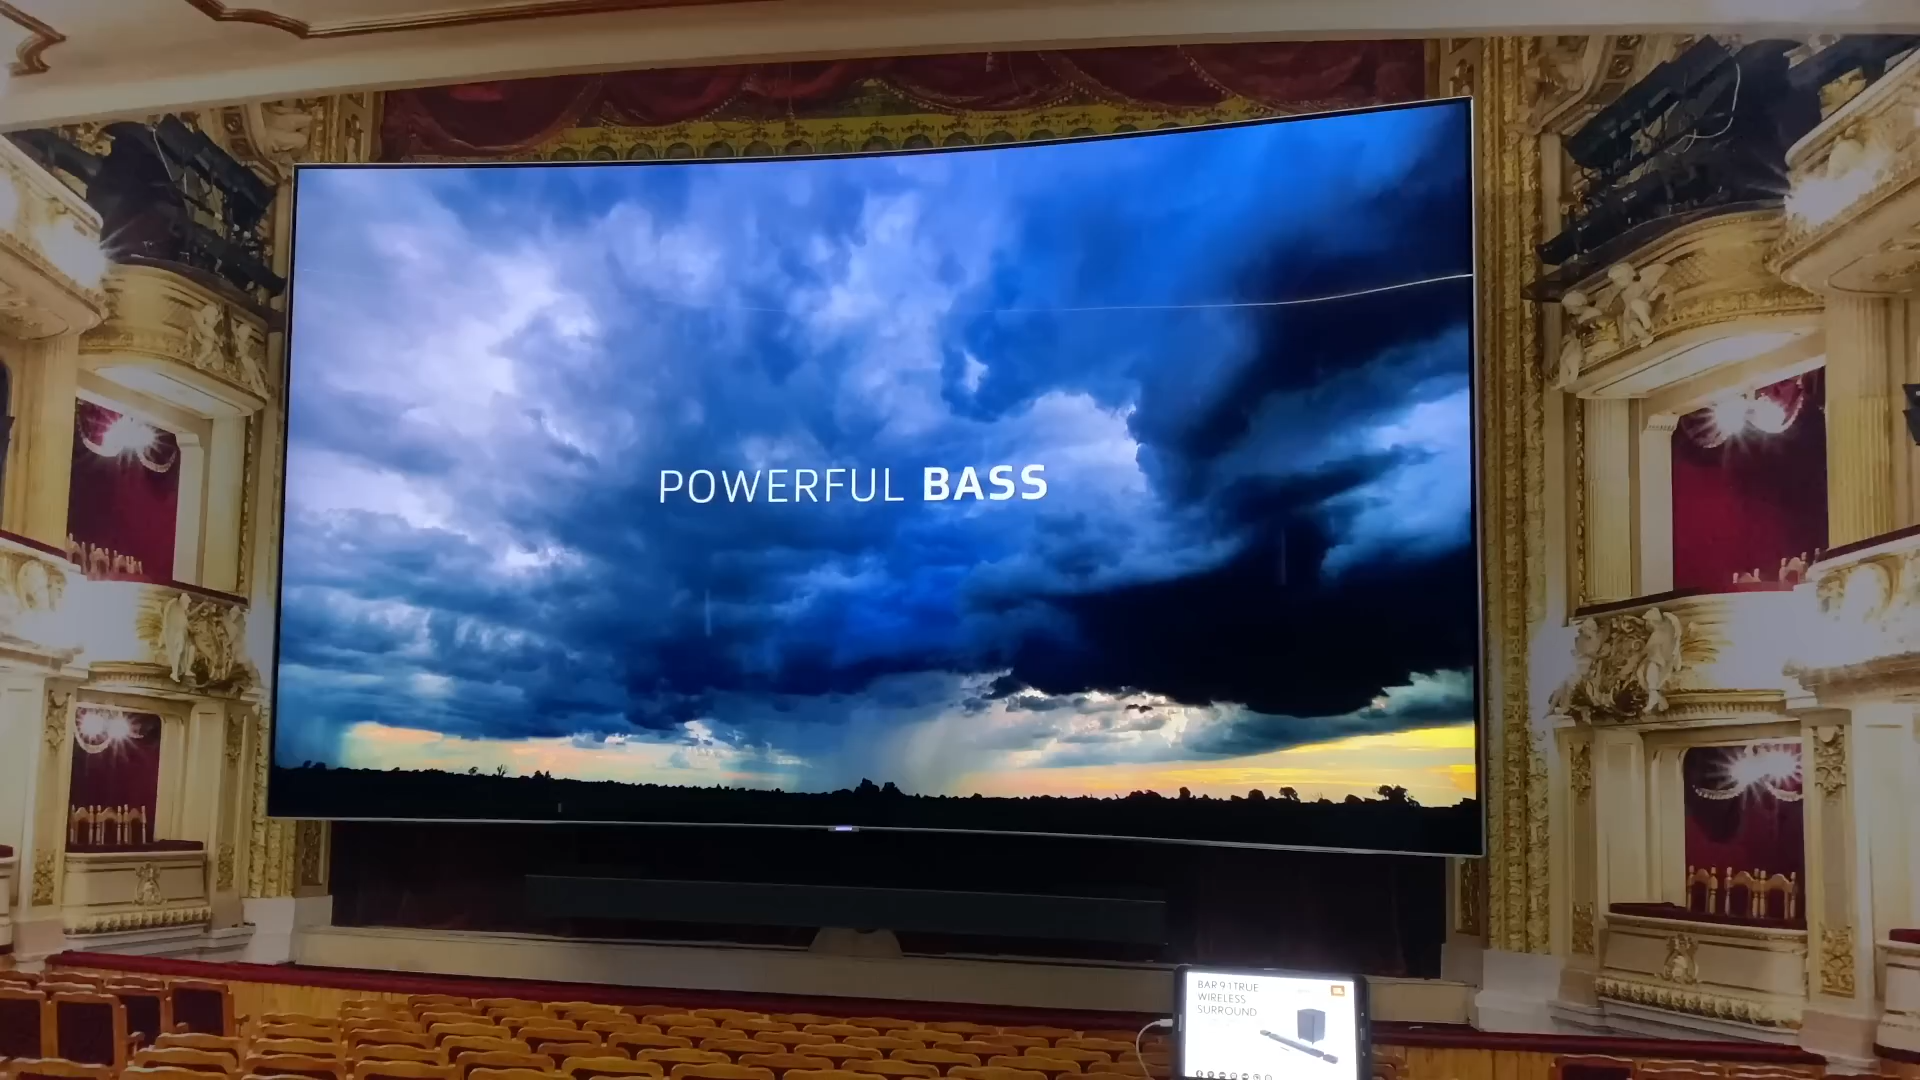 POWERFUL BASS
BAR 9.1 TRUE
WIRELESS
SURROUND